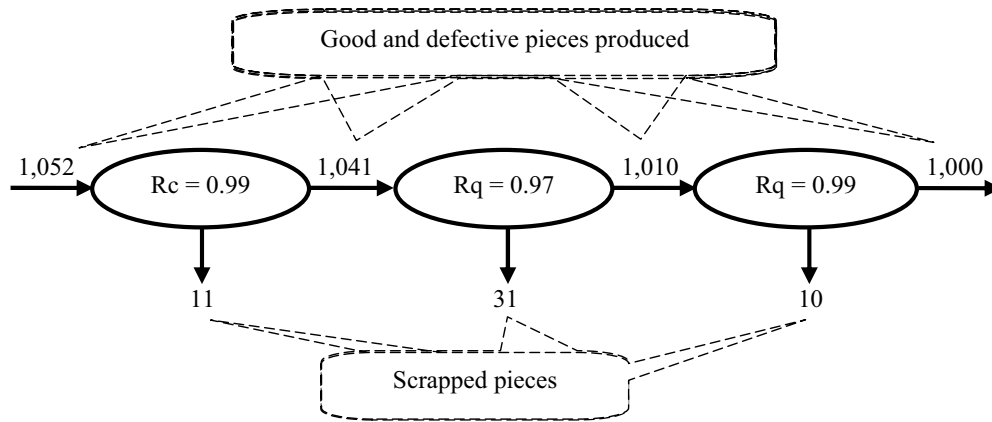 Good and defective pieces produced
1,052
1,041
1,010
1,000
Rc = 0.99
Rq = 0.97
Rq = 0.99
11
31
10
Scrapped pieces